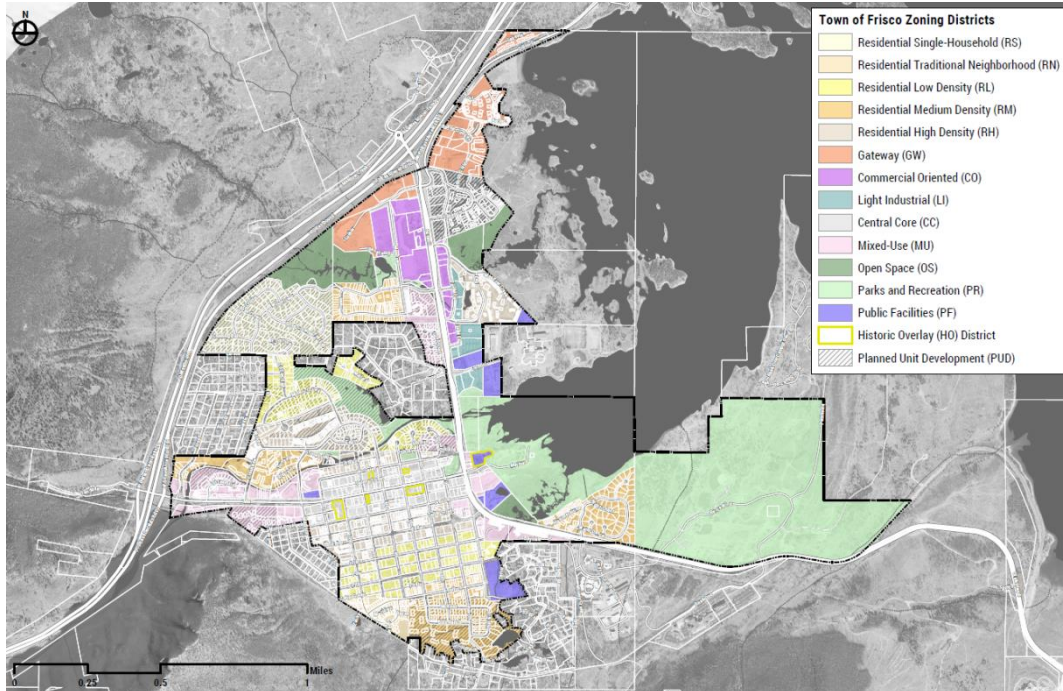 N
Town of Frisco Zoning Districts
Residential Single-Household (RS)
Residential Traditional Neighborhood (RN)
Residential Low Density (RL)
Residential Medium Density (RM)
Residential High Density (RH)
Gateway (GW)
Commercial Oriented (CO)
Light Industrial (LI)
Central Core (CC)
Mixed-Use (MU)
Open Space (OS)
Parks and Recreation (PR)
Public Facilities (PF)
Historic Overlay (HO) District
Planned Unit Development (PUD)
Miles
0 0.25 0.5 1